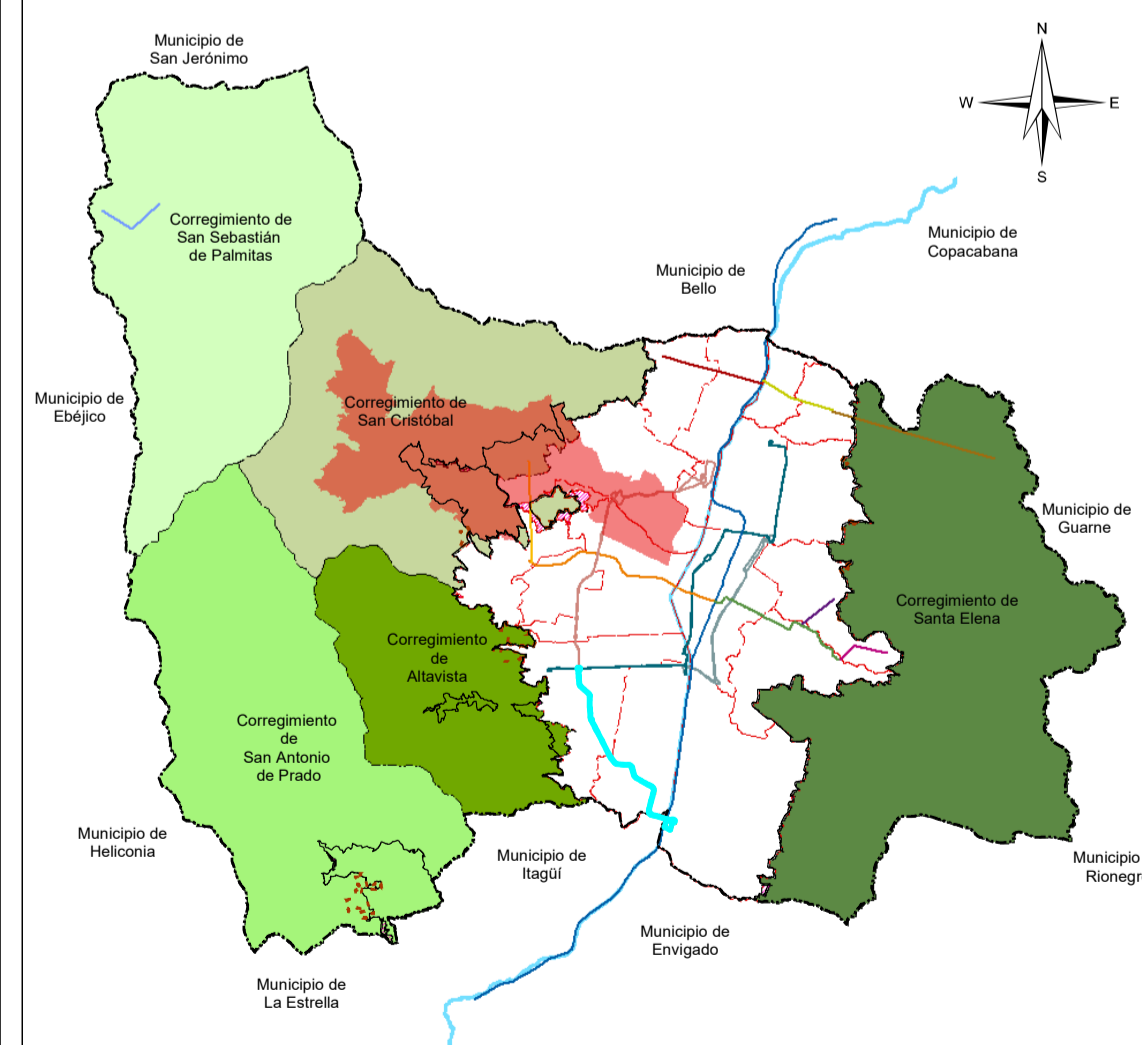 Municipio de
San Jerónimo
N
W
E
S
Corregimiento de
San Sebastián
de Palmitas
Municipio de
Copacabana
Municipio de
Bello
Municipio de
Ebéjico
Corregimiento de
San Cristóbal
Municipio de
Guarne
Corregimiento de
Santa Elena
Corregimiento
de
Altavista
Corregimiento
de
San Antonio
de Prado
Municipio de
Heliconia
Municipio de
Itagüí
Municipio
Rionegr
Municipio de
Envigado
Municipio de
La Estrella